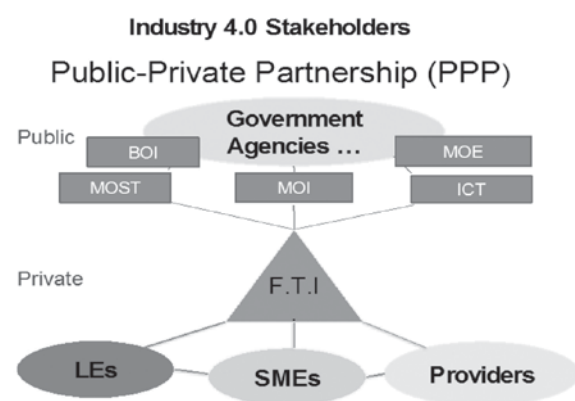 Industry 4.0 Stakeholders
Public-Private Partnership (PPP)
Public
Government
Agencies ...
BOI
MOE
MOST
MOI
ICT
Private
F.T.I
LEs
SMEs
Providers